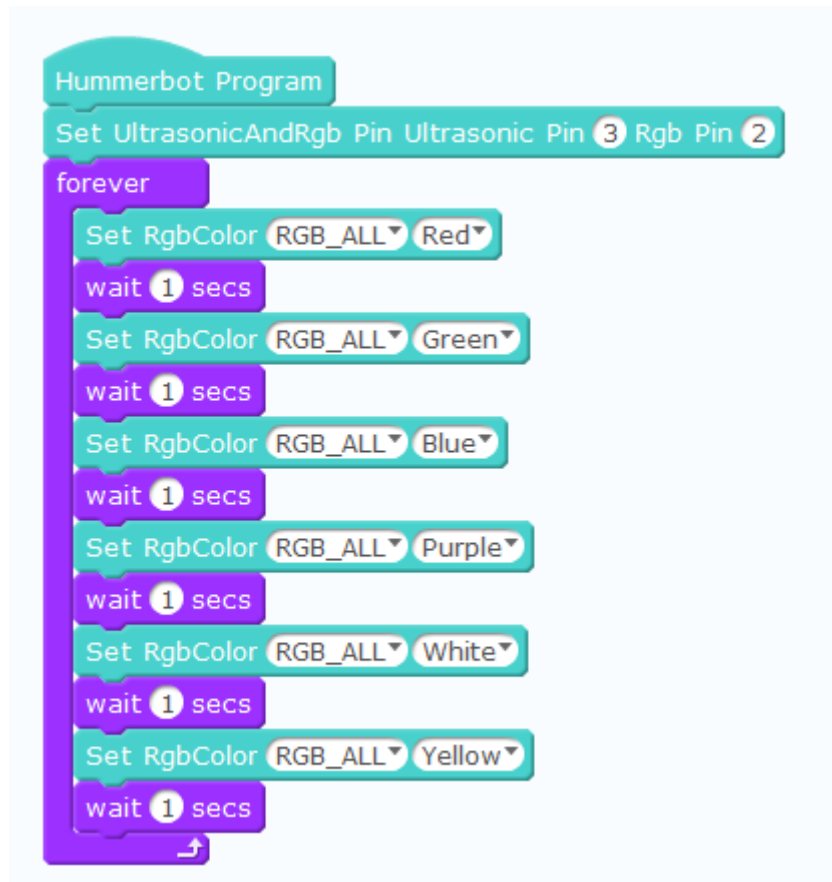 Hummerbot Program
Set UltrasonicAndRgb Pin Ultrasonic Pin 3 Rgb Pin 2
forever
Set RgbColor RGB_ALL Red
wait 1 secs
Set RgbColor RGB_ALL Green
wait 1 secs
Set RgbColor RGB_ALL Blue
wait 1 secs
Set RgbColor RGB_ALL Purple
wait 1 secs
Set RgbColor RGB_ALL White
wait 1 secs
Set RgbColor RGB_ALL Yellow
wait 1 secs